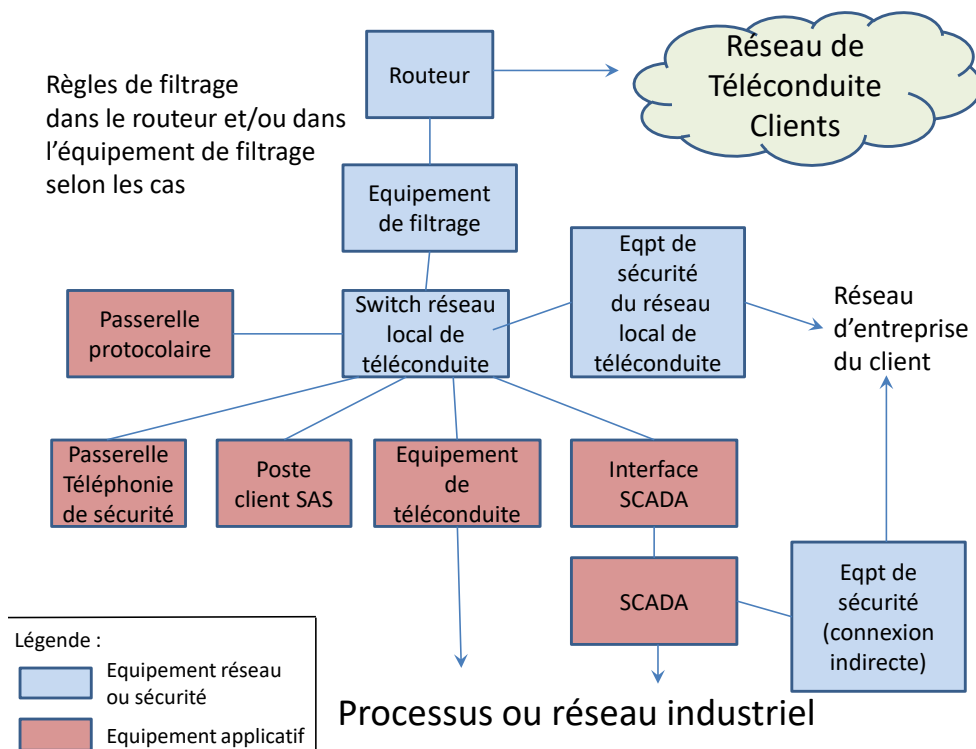 Routeur
Réseau de
Téléconduite
Clients
Règles de filtrage
dans le routeur et/ou dans
l'équipement de filtrage
selon les cas
Equipement
de filtrage
Eqpt de
sécurité
du réseau
local de
téléconduite
Switch réseau
local de
téléconduite
Passerelle
protocolaire
Réseau
d'entreprise
du client
Passerelle
Téléphonie
de sécurité
Poste
client SAS
Equipement
de
téléconduite
Interface
SCADA
SCADA
Eqpt de
sécurité
(connexion
indirecte)
Légende :
Equipement réseau
ou sécurité
Equipement applicatif
Processus ou réseau industriel